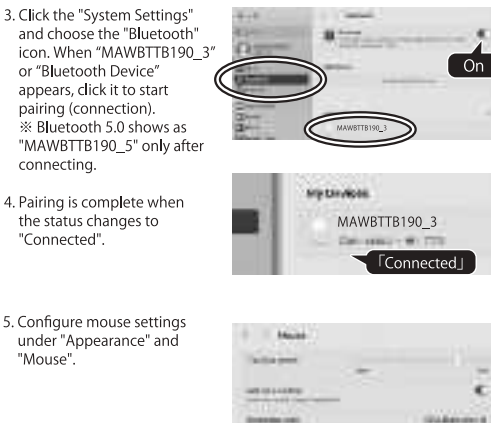 3. Click the "System Settings"
and choose the "Bluetooth"
icon. When "MAWBTTB190_3"
or “Bluetooth Device”
appears, click it to start
pairing (connection).
※ Bluetooth 5.0 shows as
"MAWBTTB190_5" only after
connecting.
On
MAWBTTB190_3
4. Pairing is complete when
the status changes to
"Connected".
My Devices
MAWBTTB190_3
「Connected」
5. Configure mouse settings
under "Appearance" and
"Mouse".
Mouse